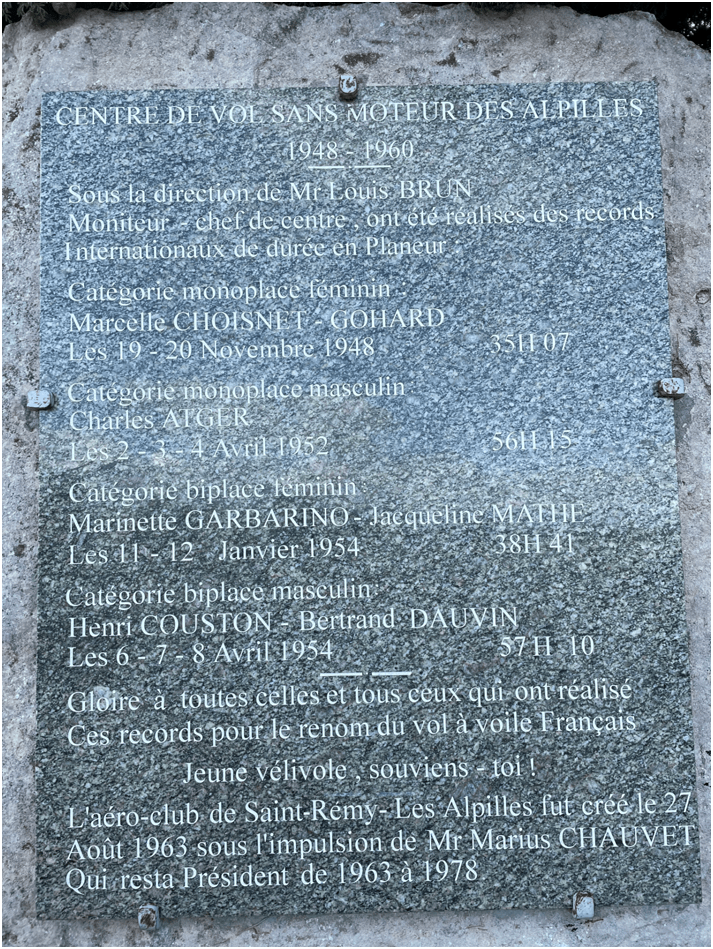 CENTRE DE VOL SANS MOTEUR DES ALPILLES
1948 - 1960
Sous la direction de Mr Louis BRUN
Moniteur - chef de centre , ont été réalisés des records
Internationaux de durée en Planeur :
Catégorie monoplace féminin :
Marcelle CHOISNET - GOHARD
Les 19 - 20 Novembre 1948 35H 07
Catégorie monoplace masculin
Charles ATGER
Les 2 - 3 - 4 Avril 1952 56H 15
Catégorie biplace féminin
Marinette GARBARINO - Jacqueline MATHE
Les 11 - 12 Janvier 1954 38H 41
Catégorie biplace masculin:
Henri COUSTON - Bertrand DAUVIN
Les 6 - 7 - 8 Avril 1954 57H 10
Gloire à toutes celles et tous ceux qui ont réalisé
Ces records pour le renom du vol à voile Français
Jeune vélivole , souviens - toi !
L'aéro-club de Saint-Rémy-Les Alpilles fut créé le 27
Août 1963 sous l'impulsion de Mr Marius CHAUVET
Qui resta Président de 1963 à 1978